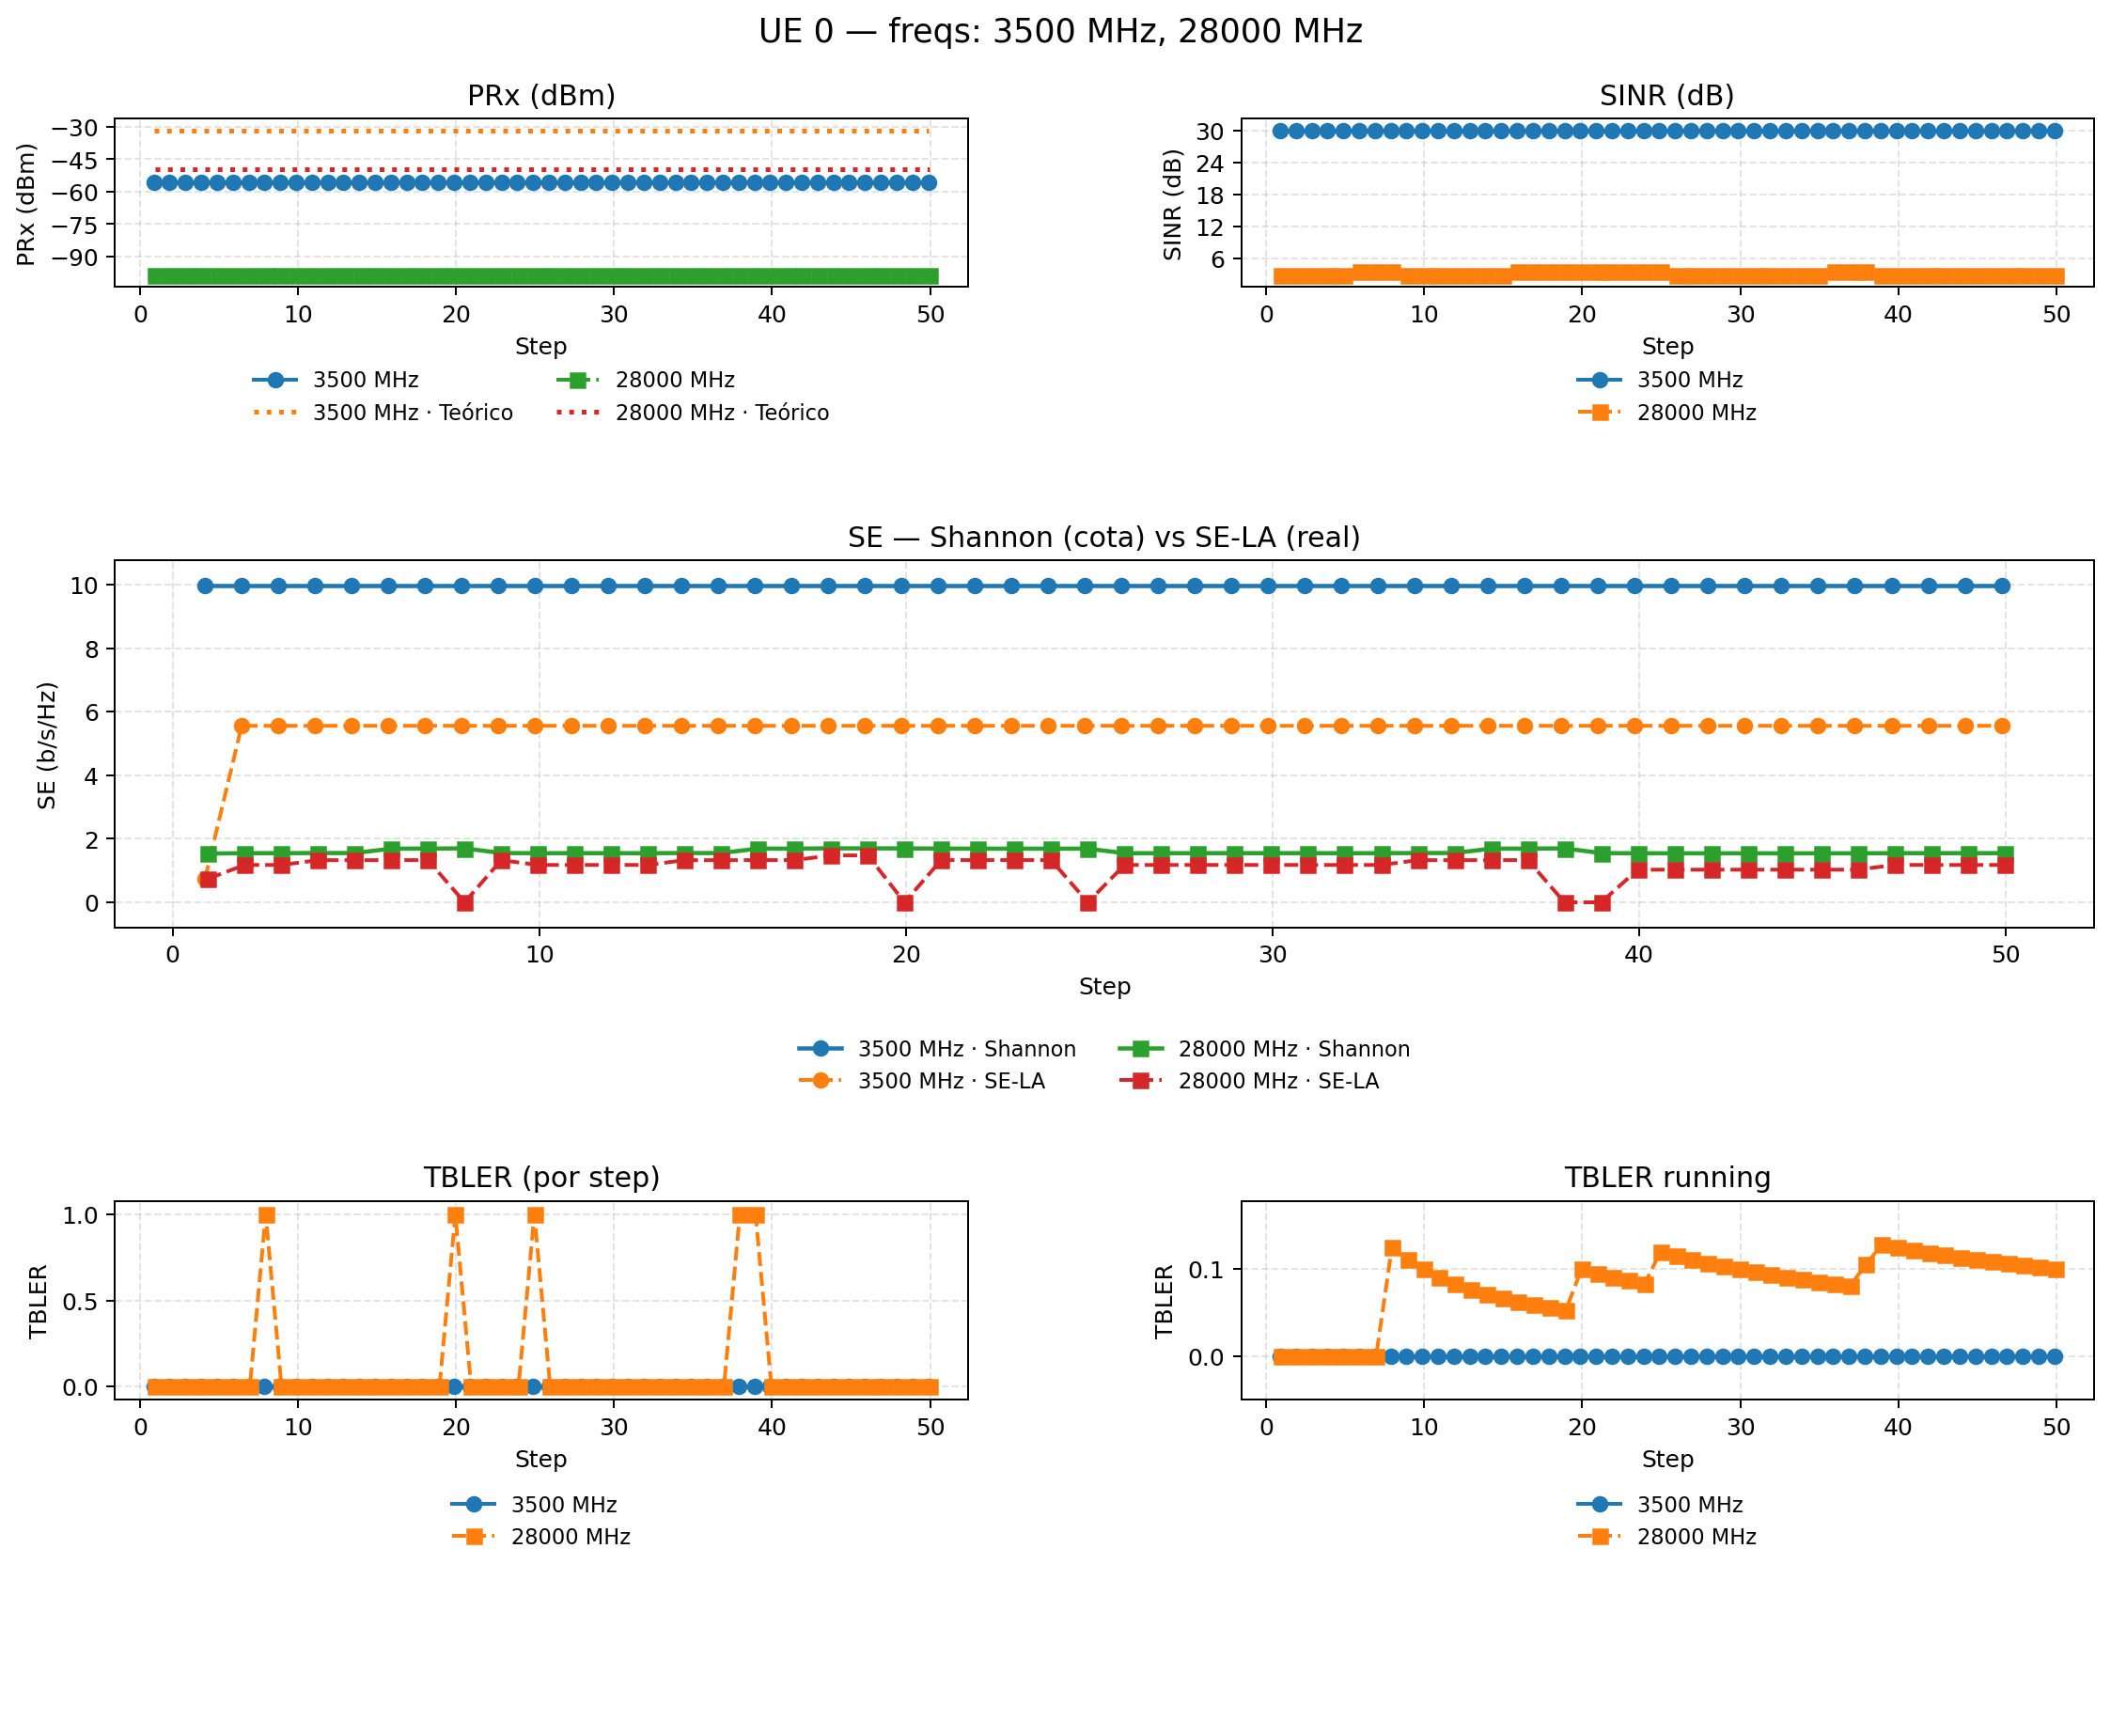 UE 0 — freqs: 3500 MHz, 28000 MHz
PRx (dBm)
PRx (dBm)
−30
−45
−60
−75
−90
0 10 20 30 40 50
Step
3500 MHz
3500 MHz · Teórico
28000 MHz
28000 MHz · Teórico
SINR (dB)
SINR (dB)
30
24
18
12
6
0 10 20 30 40 50
Step
3500 MHz
28000 MHz
SE — Shannon (cota) vs SE-LA (real)
SE (b/s/Hz)
10
8
6
4
2
0
0 10 20 30 40 50
Step
3500 MHz · Shannon
3500 MHz · SE-LA
28000 MHz · Shannon
28000 MHz · SE-LA
TBLER (por step)
TBLER
1.0
0.5
0.0
0 10 20 30 40 50
Step
3500 MHz
28000 MHz
TBLER running
TBLER
0.1
0.0
0 10 20 30 40 50
Step
3500 MHz
28000 MHz